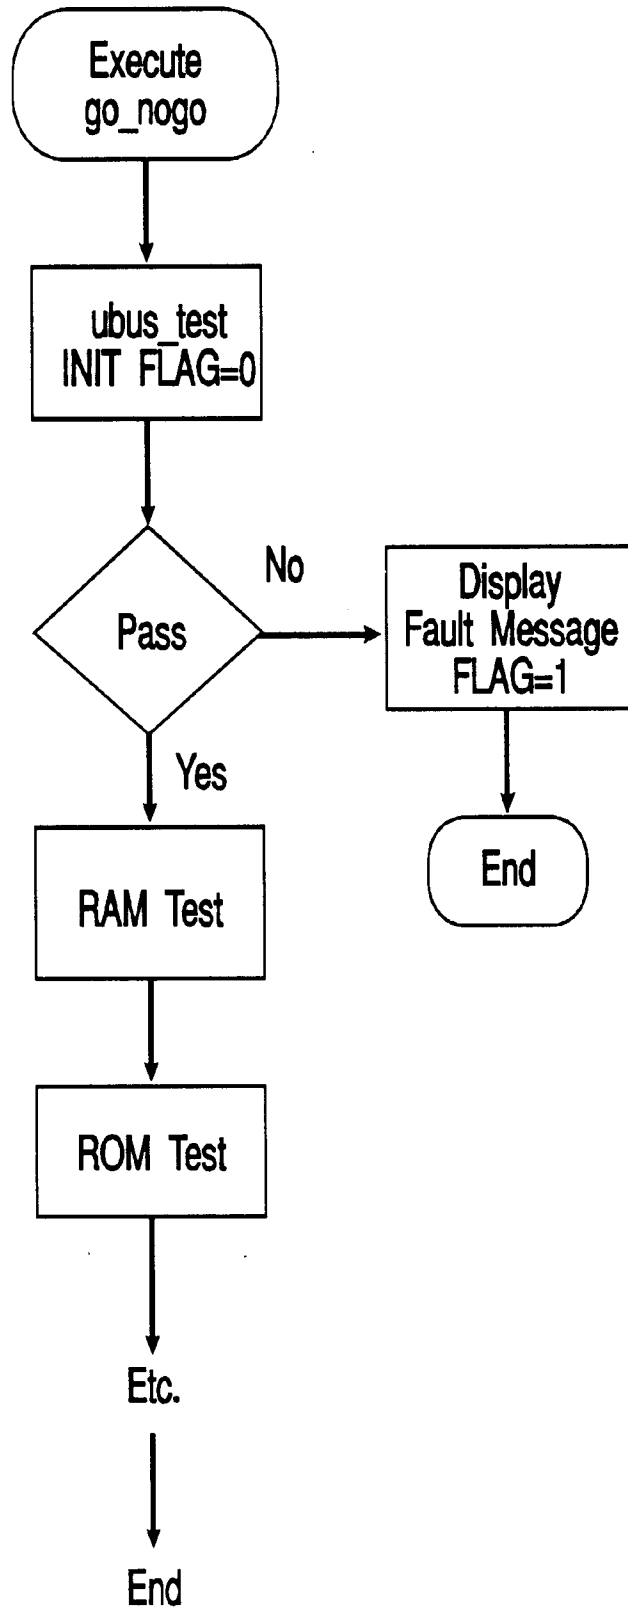 Execute
go_nogo
ubus_test
INIT FLAG=0
Pass
No
Display
Fault Message
FLAG=1
Yes
End
RAM Test
ROM Test
Etc.
End